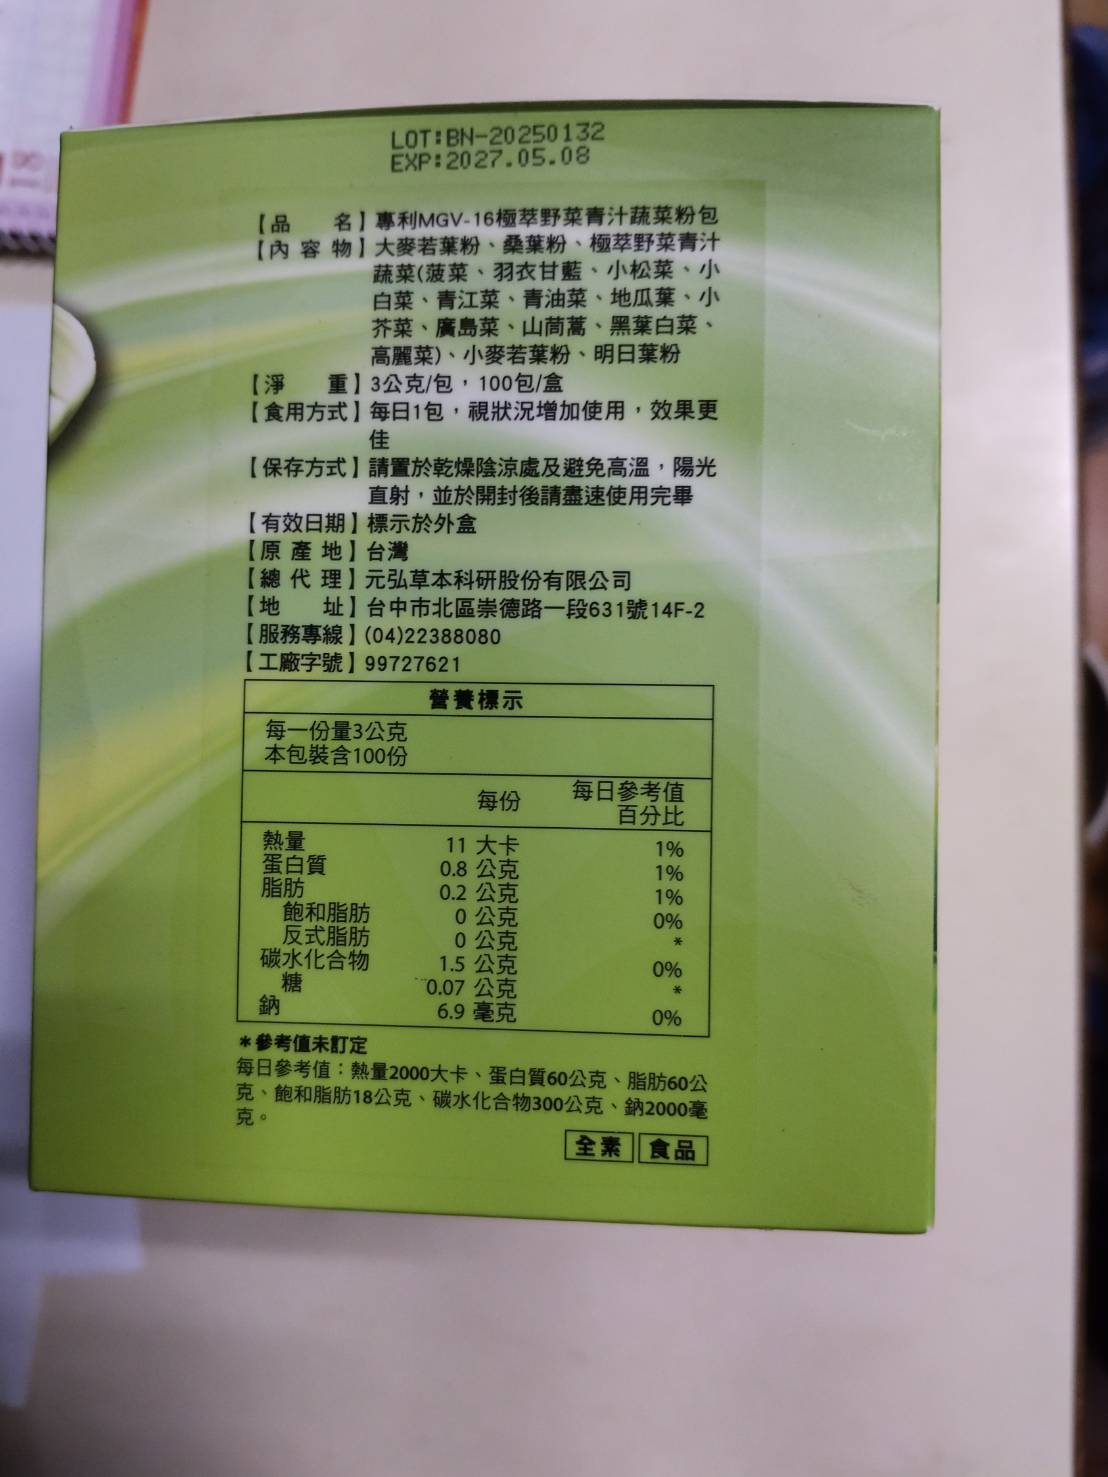 LOT:BN-20250132
EXP:2027.05.08
【品　　名】專利MGV-16極萃野菜青汁蔬菜粉包
【內 容 物】大麥若葉粉、桑葉粉、極萃野菜青汁
蔬菜(菠菜、羽衣甘藍、小松菜、小
白菜、青江菜、青油菜、地瓜葉、小
芥菜、廣島菜、山茼蒿、黑葉白菜、
高麗菜)、小麥若葉粉、明日葉粉
【淨　　重】3公克/包，100包/盒
【食用方式】每日1包，視狀況增加使用，效果更
佳
【保存方式】請置於乾燥陰涼處及避免高溫，陽光
直射，並於開封後請盡速使用完畢
【有效日期】標示於外盒
【原 產 地】台灣
【總 代 理】元弘草本科研股份有限公司
【地　　址】台中市北區崇德路一段631號14F-2
【服務專線】(04)22388080
【工廠字號】99727621
營養標示
每一份量3公克
本包裝含100份
每份 每日參考值
百分比
熱量 11 大卡 1%
蛋白質 0.8 公克 1%
脂肪 0.2 公克 1%
飽和脂肪 0 公克 0%
反式脂肪 0 公克 *
碳水化合物 1.5 公克 0%
糖 0.07 公克 *
鈉 6.9 毫克 0%
*參考值未訂定
每日參考值：熱量2000大卡、蛋白質60公克、脂肪60公
克、飽和脂肪18公克、碳水化合物300公克、鈉2000毫
克。
全素 食品
18